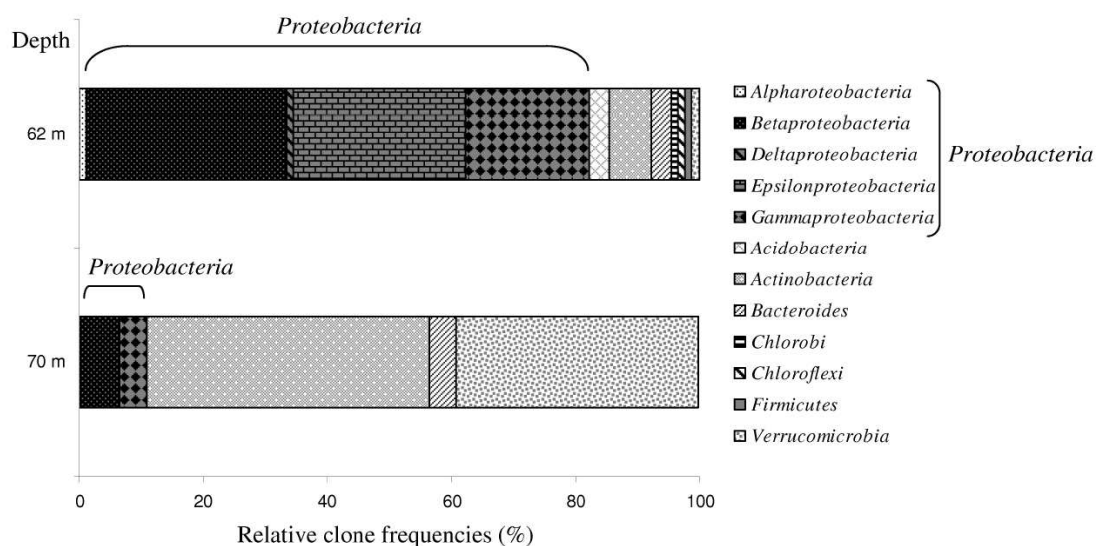 Proteobacteria
Depth
62 m
Proteobacteria
70 m
0 20 40 60 80 100
Relative clone frequencies (%)
Alpharoteobacteria
Betaproteobacteria
Deltaproteobacteria
Epsilonproteobacteria
Gammaproteobacteria
Proteobacteria
Acidobacteria
Actinobacteria
Bacteroides
Chlorobi
Chloroflexi
Firmicutes
Verrucomicrobia